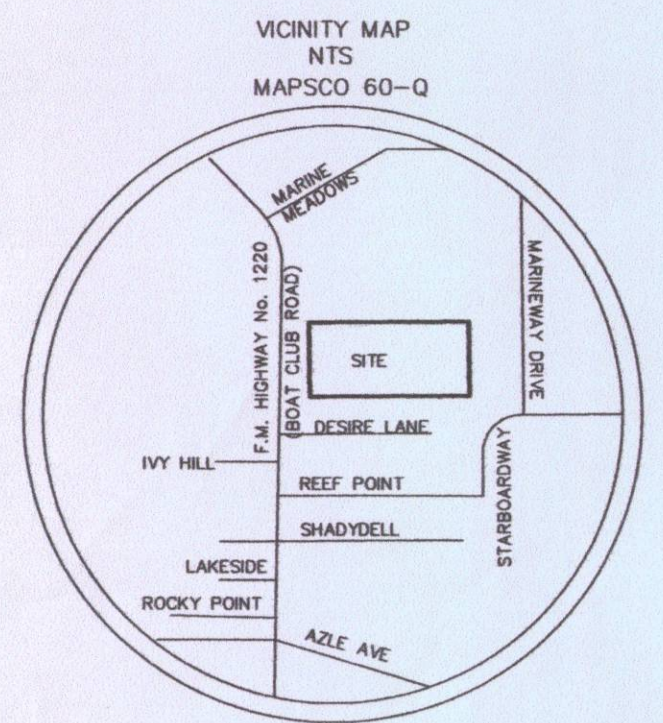 VICINITY MAP
NTS
MAPSCO 60-Q
MARINE
MEADOWS
F.M. HIGHWAY No. 1220
(BOAT CLUB ROAD)
MARINEWAY DRIVE
SITE
DESIRE LANE
IVY HILL
REEF POINT
STARBOARDWAY
SHADYDELL
LAKESIDE
ROCKY POINT
AZLE AVE